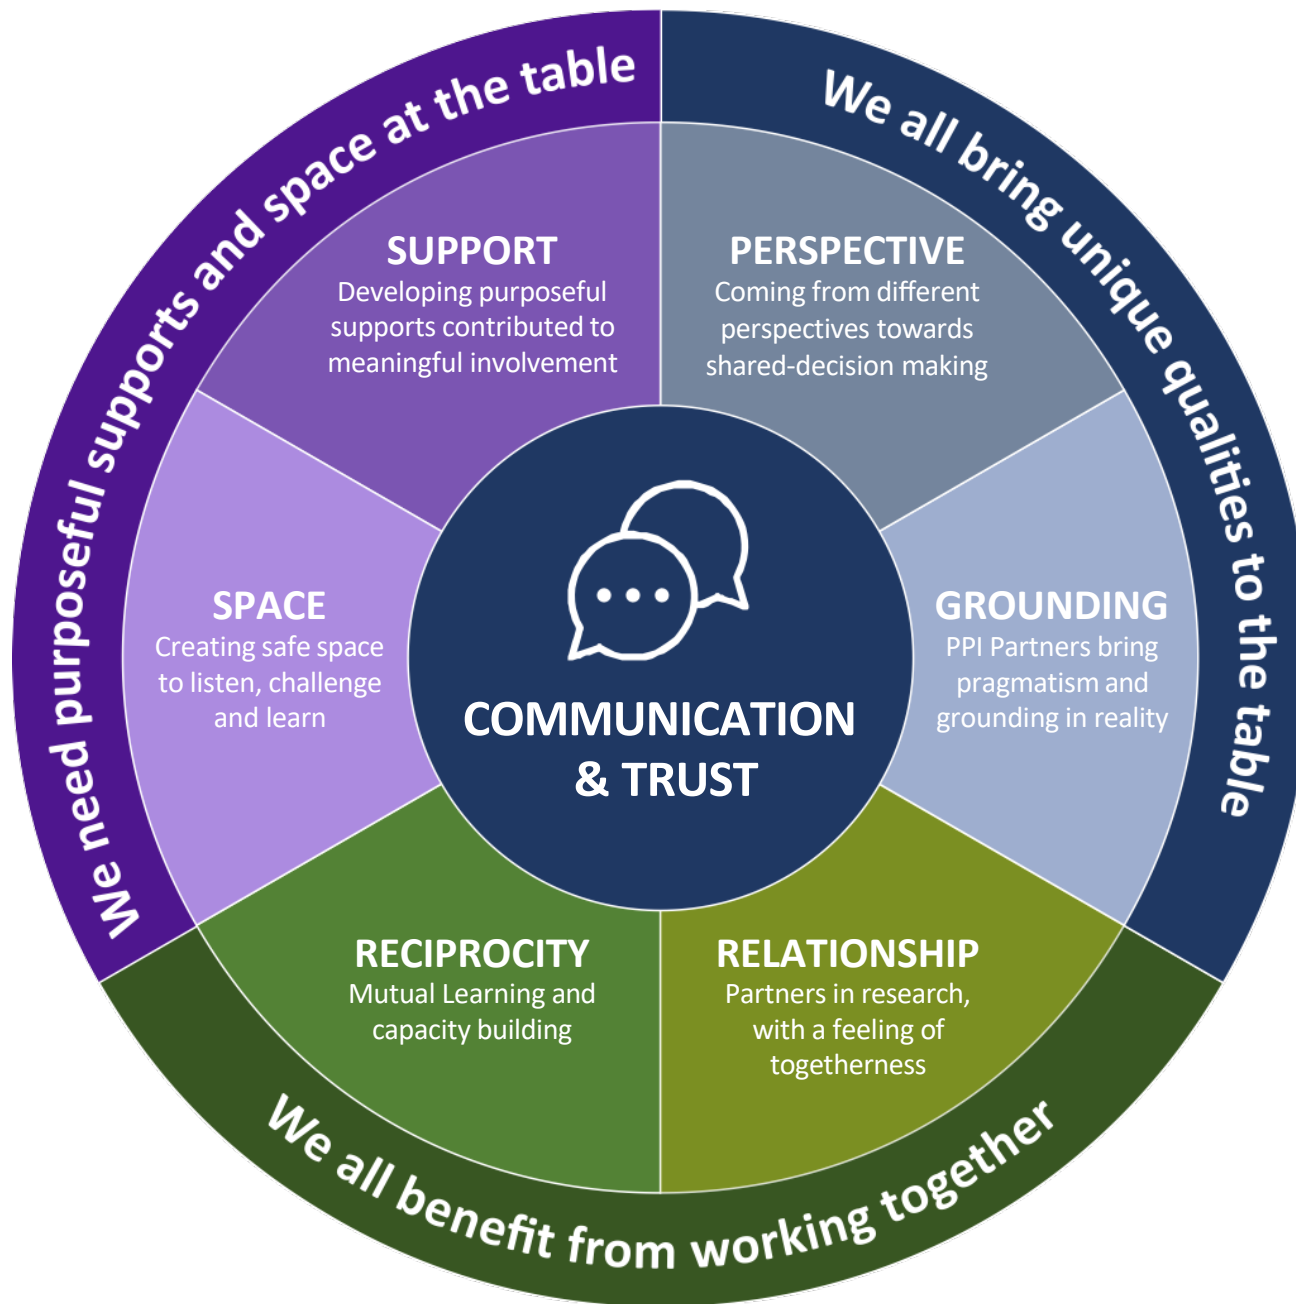 We need purposeful supports and space at the table
We all bring unique qualities to the table
SUPPORT
Developing purposeful
supports contributed to
meaningful involvement
PERSPECTIVE
Coming from different
perspectives towards
shared-decision making
SPACE
Creating safe space
to listen, challenge
and learn
COMMUNICATION
& TRUST
GROUNDING
PPI Partners bring
pragmatism and
grounding in reality
RECIPROCITY
Mutual Learning and
capacity building
RELATIONSHIP
Partners in research,
with a feeling of
togetherness
We all benefit from working together